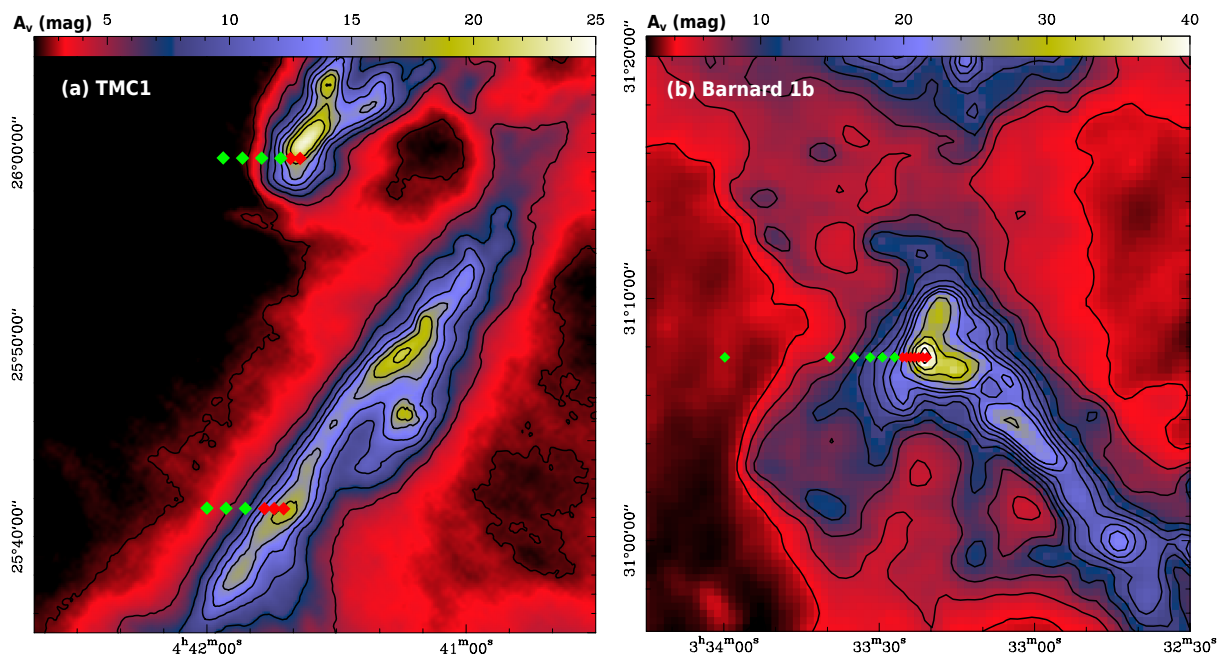 Aᵥ (mag) 5 10 15 20 25
(a) TMC1
26°00′00″
25°50′00″
25°40′00″
4ʰ42ᵐ00ˢ 41ᵐ00ˢ
Aᵥ (mag) 10 20 30 40
(b) Barnard 1b
31°20′00″
31°10′00″
31°00′00″
3ʰ34ᵐ00ˢ 33ᵐ30ˢ 33ᵐ00ˢ 32ᵐ30ˢ